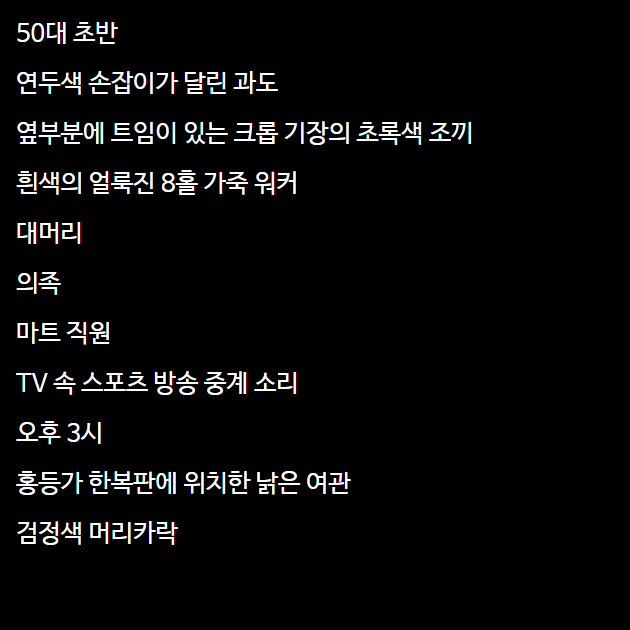 50대 초반
연두색 손잡이가 달린 과도
옆부분에 트임이 있는 크롭 기장의 초록색 조끼
흰색의 얼룩진 8홀 가죽 워커
대머리
의족
마트 직원
TV 속 스포츠 방송 중계 소리
오후 3시
홍등가 한복판에 위치한 낡은 여관
검정색 머리카락